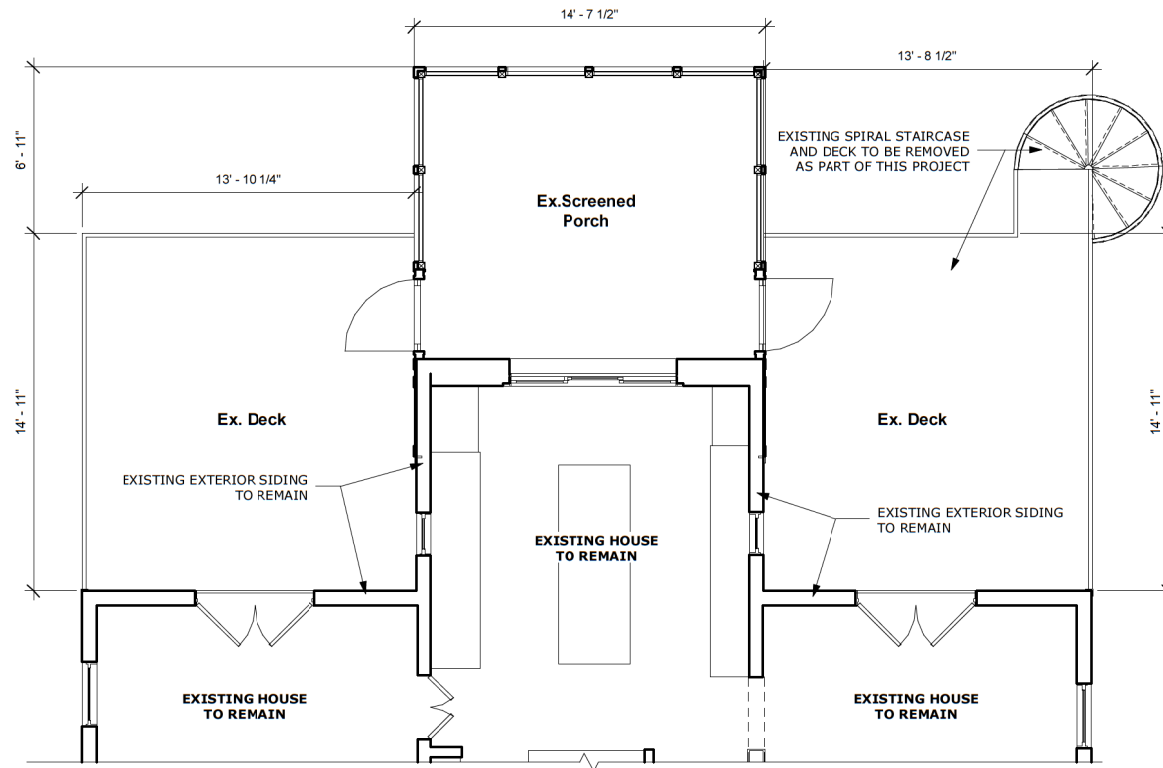 14' - 7 1/2"
13' - 8 1/2"
6' - 11"
EXISTING SPIRAL STAIRCASE
AND DECK TO BE REMOVED
AS PART OF THIS PROJECT
13' - 10 1/4"
Ex.Screened
Porch
14' - 11"
Ex. Deck
Ex. Deck
14' - 11"
EXISTING EXTERIOR SIDING
TO REMAIN
EXISTING EXTERIOR SIDING
TO REMAIN
EXISTING HOUSE
TO REMAIN
EXISTING HOUSE
TO REMAIN
EXISTING HOUSE
TO REMAIN